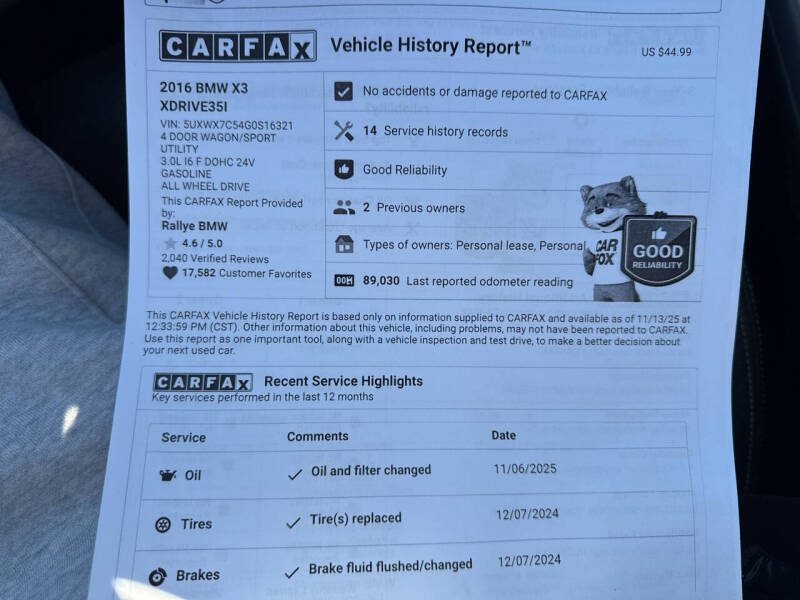 CARFAX Vehicle History Report™
US $44.99
2016 BMW X3
XDRIVE35I
VIN: 5UXWX7C54G0S16321
4 DOOR WAGON/SPORT
UTILITY
3.0L I6 F DOHC 24V
GASOLINE
ALL WHEEL DRIVE
This CARFAX Report Provided
by:
Rallye BMW
4.6 / 5.0
2,040 Verified Reviews
17,582 Customer Favorites
No accidents or damage reported to CARFAX
14 Service history records
Good Reliability
2 Previous owners
Types of owners: Personal lease, Personal
89,030 Last reported odometer reading
CAR
FOX
GOOD
RELIABILITY
This CARFAX Vehicle History Report is based only on information supplied to CARFAX and available as of 11/13/25 at
12:33:59 PM (CST). Other information about this vehicle, including problems, may not have been reported to CARFAX.
Use this report as one important tool, along with a vehicle inspection and test drive, to make a better decision about
your next used car.
CARFAX Recent Service Highlights
Key services performed in the last 12 months
Service Comments Date
Oil Oil and filter changed 11/06/2025
Tires Tire(s) replaced 12/07/2024
Brakes Brake fluid flushed/changed 12/07/2024